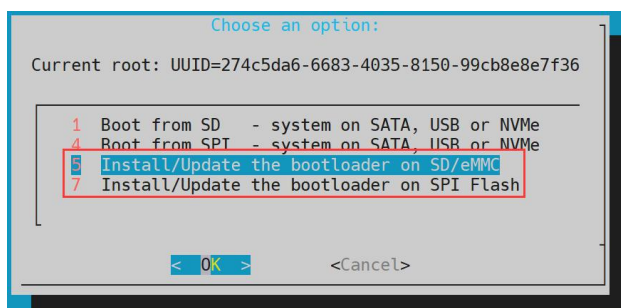 Choose an option:
Current root: UUID=274c5da6-6683-4035-8150-99cb8e8e7f36
1 Boot from SD - system on SATA, USB or NVMe
4 Boot from SPI - system on SATA, USB or NVMe
5 Install/Update the bootloader on SD/eMMC
7 Install/Update the bootloader on SPI Flash
< OK > <Cancel>